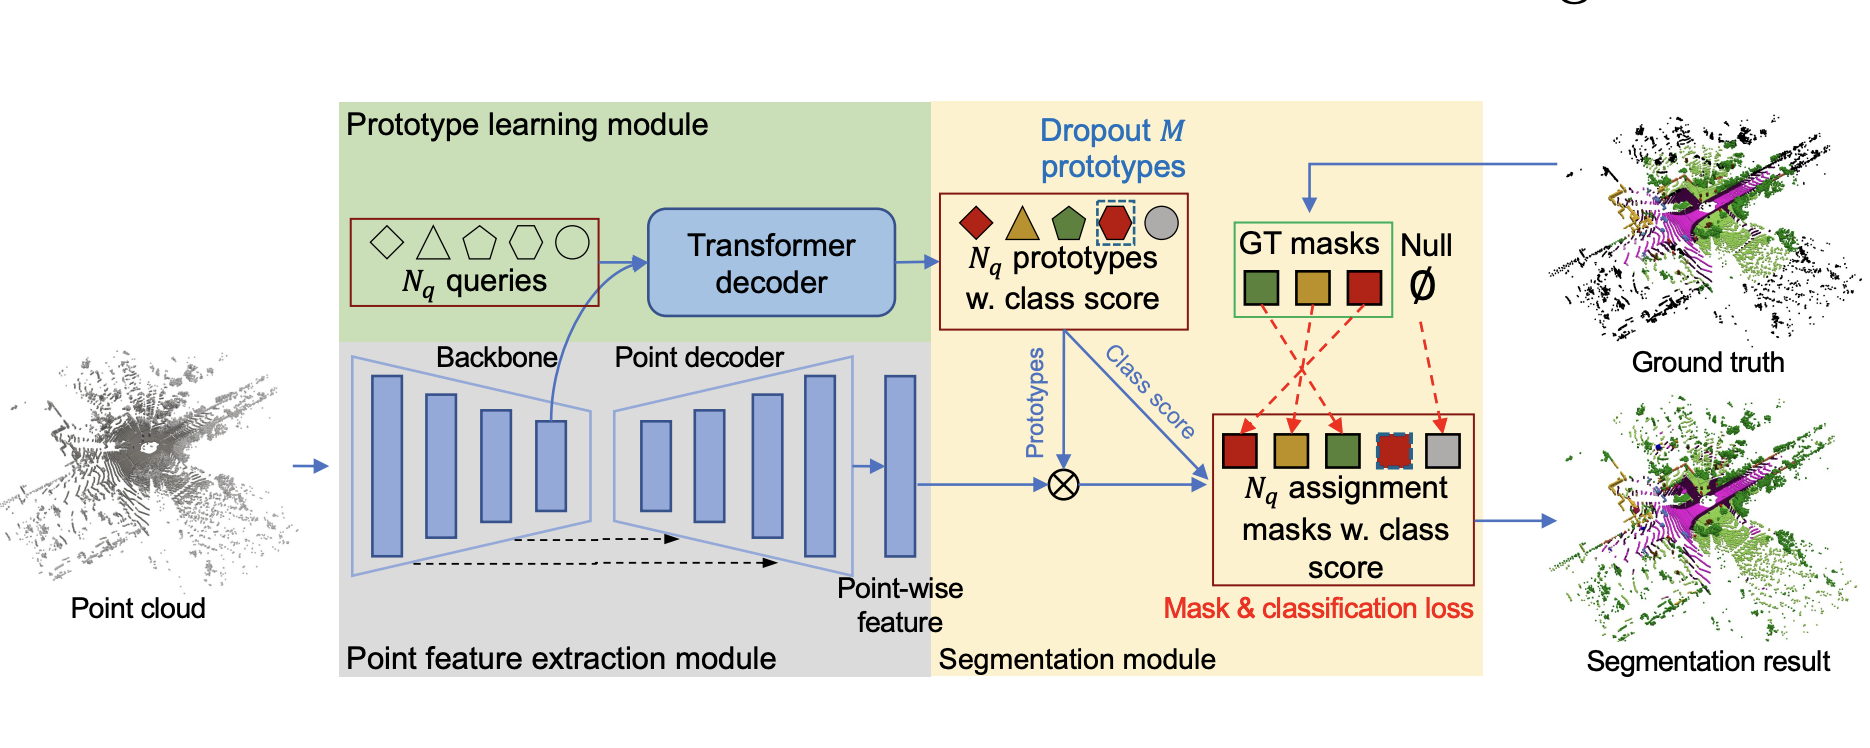 Prototype learning module
Dropout M
prototypes
N_q queries
Transformer
decoder
N_q prototypes
w. class score
GT masks
Null
Ø
Ground truth
Backbone
Point decoder
Prototypes
Class score
N_q assignment
masks w. class
score
Point cloud
Point-wise
feature
Mask & classification loss
Point feature extraction module
Segmentation module
Segmentation result